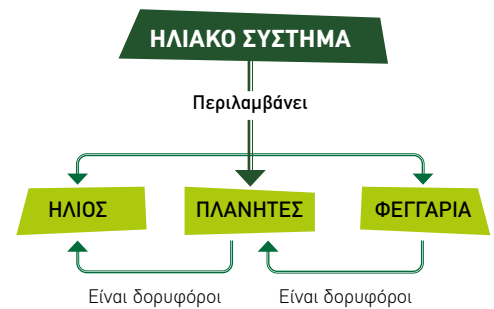 ΗΛΙΑΚΟ ΣΥΣΤΗΜΑ
Περιλαμβάνει
ΗΛΙΟΣ
ΠΛΑΝΗΤΕΣ
ΦΕΓΓΑΡΙΑ
Είναι δορυφόροι
Είναι δορυφόροι